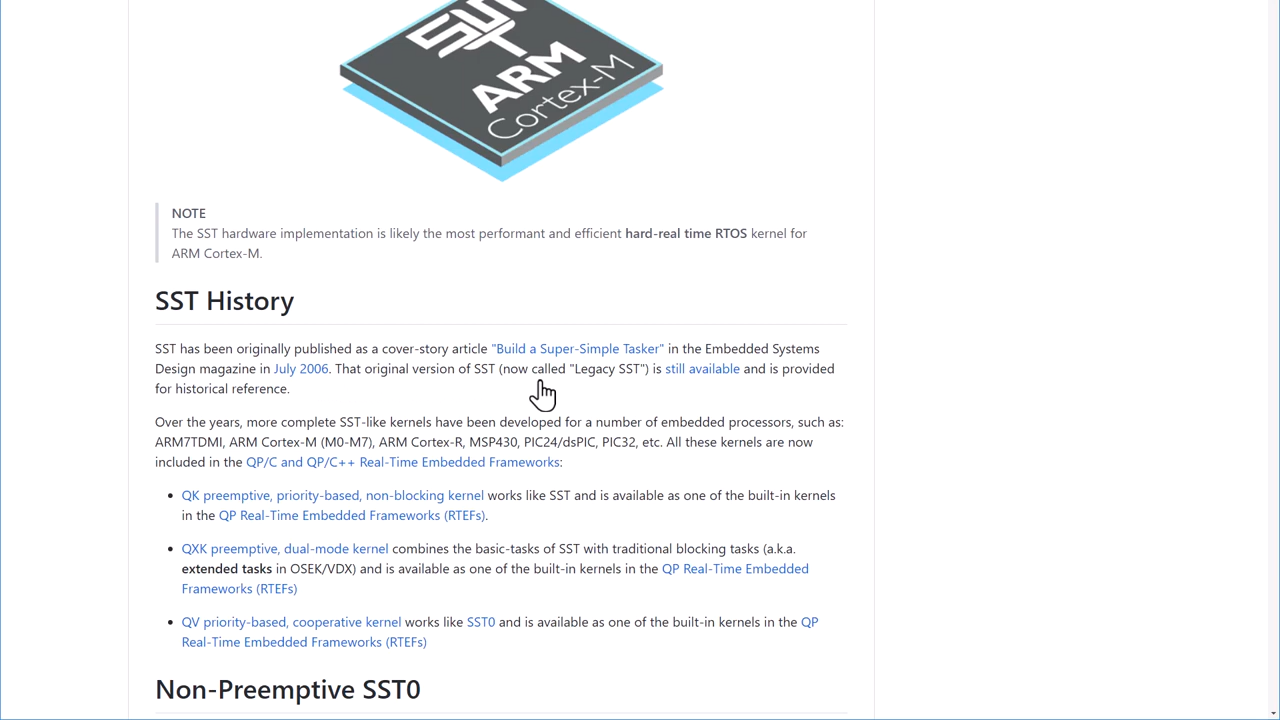 SST
ARM
Cortex-M
NOTE
The SST hardware implementation is likely the most performant and efficient hard-real time RTOS kernel for
ARM Cortex-M.
SST History
SST has been originally published as a cover-story article "Build a Super-Simple Tasker" in the Embedded Systems
Design magazine in July 2006. That original version of SST (now called "Legacy SST") is still available and is provided
for historical reference.
Over the years, more complete SST-like kernels have been developed for a number of embedded processors, such as:
ARM7TDMI, ARM Cortex-M (M0-M7), ARM Cortex-R, MSP430, PIC24/dsPIC, PIC32, etc. All these kernels are now
included in the QP/C and QP/C++ Real-Time Embedded Frameworks:
QK preemptive, priority-based, non-blocking kernel works like SST and is available as one of the built-in kernels
in the QP Real-Time Embedded Frameworks (RTEFs).
QXK preemptive, dual-mode kernel combines the basic-tasks of SST with traditional blocking tasks (a.k.a.
extended tasks in OSEK/VDX) and is available as one of the built-in kernels in the QP Real-Time Embedded
Frameworks (RTEFs)
QV priority-based, cooperative kernel works like SST0 and is available as one of the built-in kernels in the QP
Real-Time Embedded Frameworks (RTEFs)
Non-Preemptive SST0